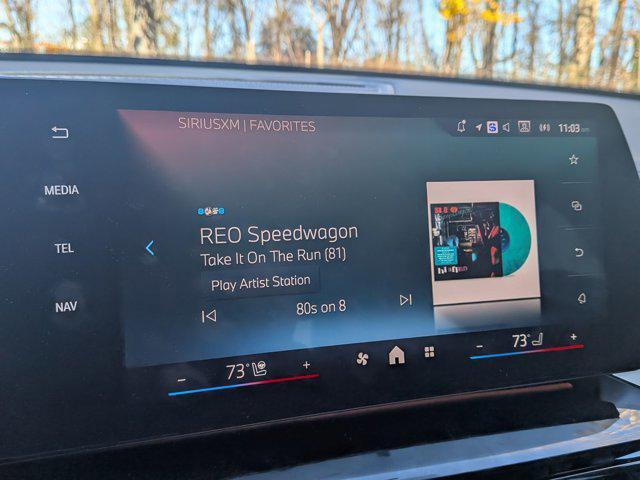 SIRIUSXM | FAVORITES
11:03
MEDIA
REO Speedwagon
Take It On The Run (81)
TEL
Play Artist Station
NAV
80s on 8
73°
73°